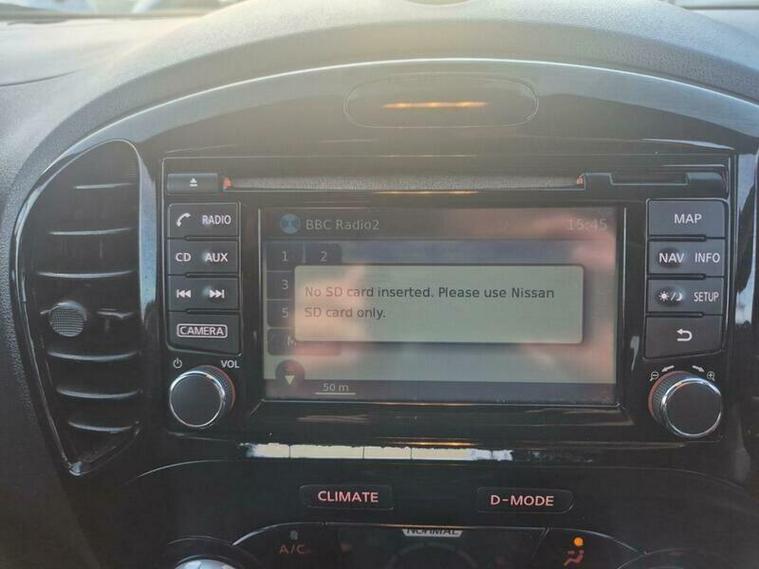 BBC Radio2 15:45
1 2
3
5
M
No SD card inserted. Please use Nissan
SD card only.
50 m
RADIO
CD AUX
CAMERA
VOL
MAP
NAV INFO
SETUP
CLIMATE
D-MODE
A/C
NORMAL